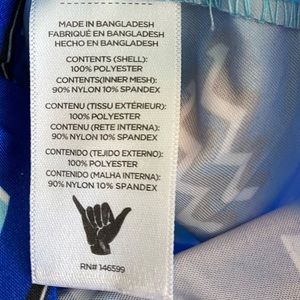 MADE IN BANGLADESH
FABRIQUÉ EN BANGLADESH
HECHO EN BANGLADESH
CONTENTS (SHELL):
100% POLYESTER
CONTENTS(INNER MESH):
90% NYLON 10% SPANDEX
CONTENU (TISSU EXTÉRIEUR):
100% POLYESTER
CONTENU (RETE INTERNA):
90% NYLON 10% SPANDEX
CONTENIDO (TEJIDO EXTERNO):
100% POLYESTER
CONTENIDO (MALHA INTERNA):
90% NYLON 10% SPANDEX
RN# 146599